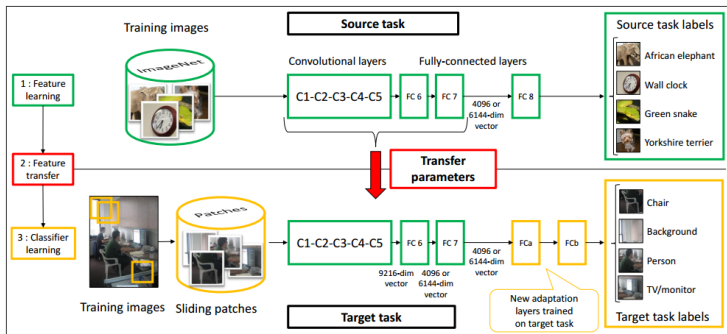 Training images
Source task
Source task labels
ImageNet
Convolutional layers
Fully-connected layers
1 : Feature
learning
C1-C2-C3-C4-C5
FC 6
FC 7
4096 or
6144-dim
vector
FC 8
African elephant
Wall clock
Green snake
Yorkshire terrier
2 : Feature
transfer
Transfer
parameters
3 : Classifier
learning
Training images
Patches
Sliding patches
C1-C2-C3-C4-C5
FC 6
FC 7
9216-dim
vector
4096 or
6144-dim
vector
4096 or
6144-dim
vector
FCa
FCb
New adaptation
layers trained
on target task
Chair
Background
Person
TV/monitor
Target task
Target task labels